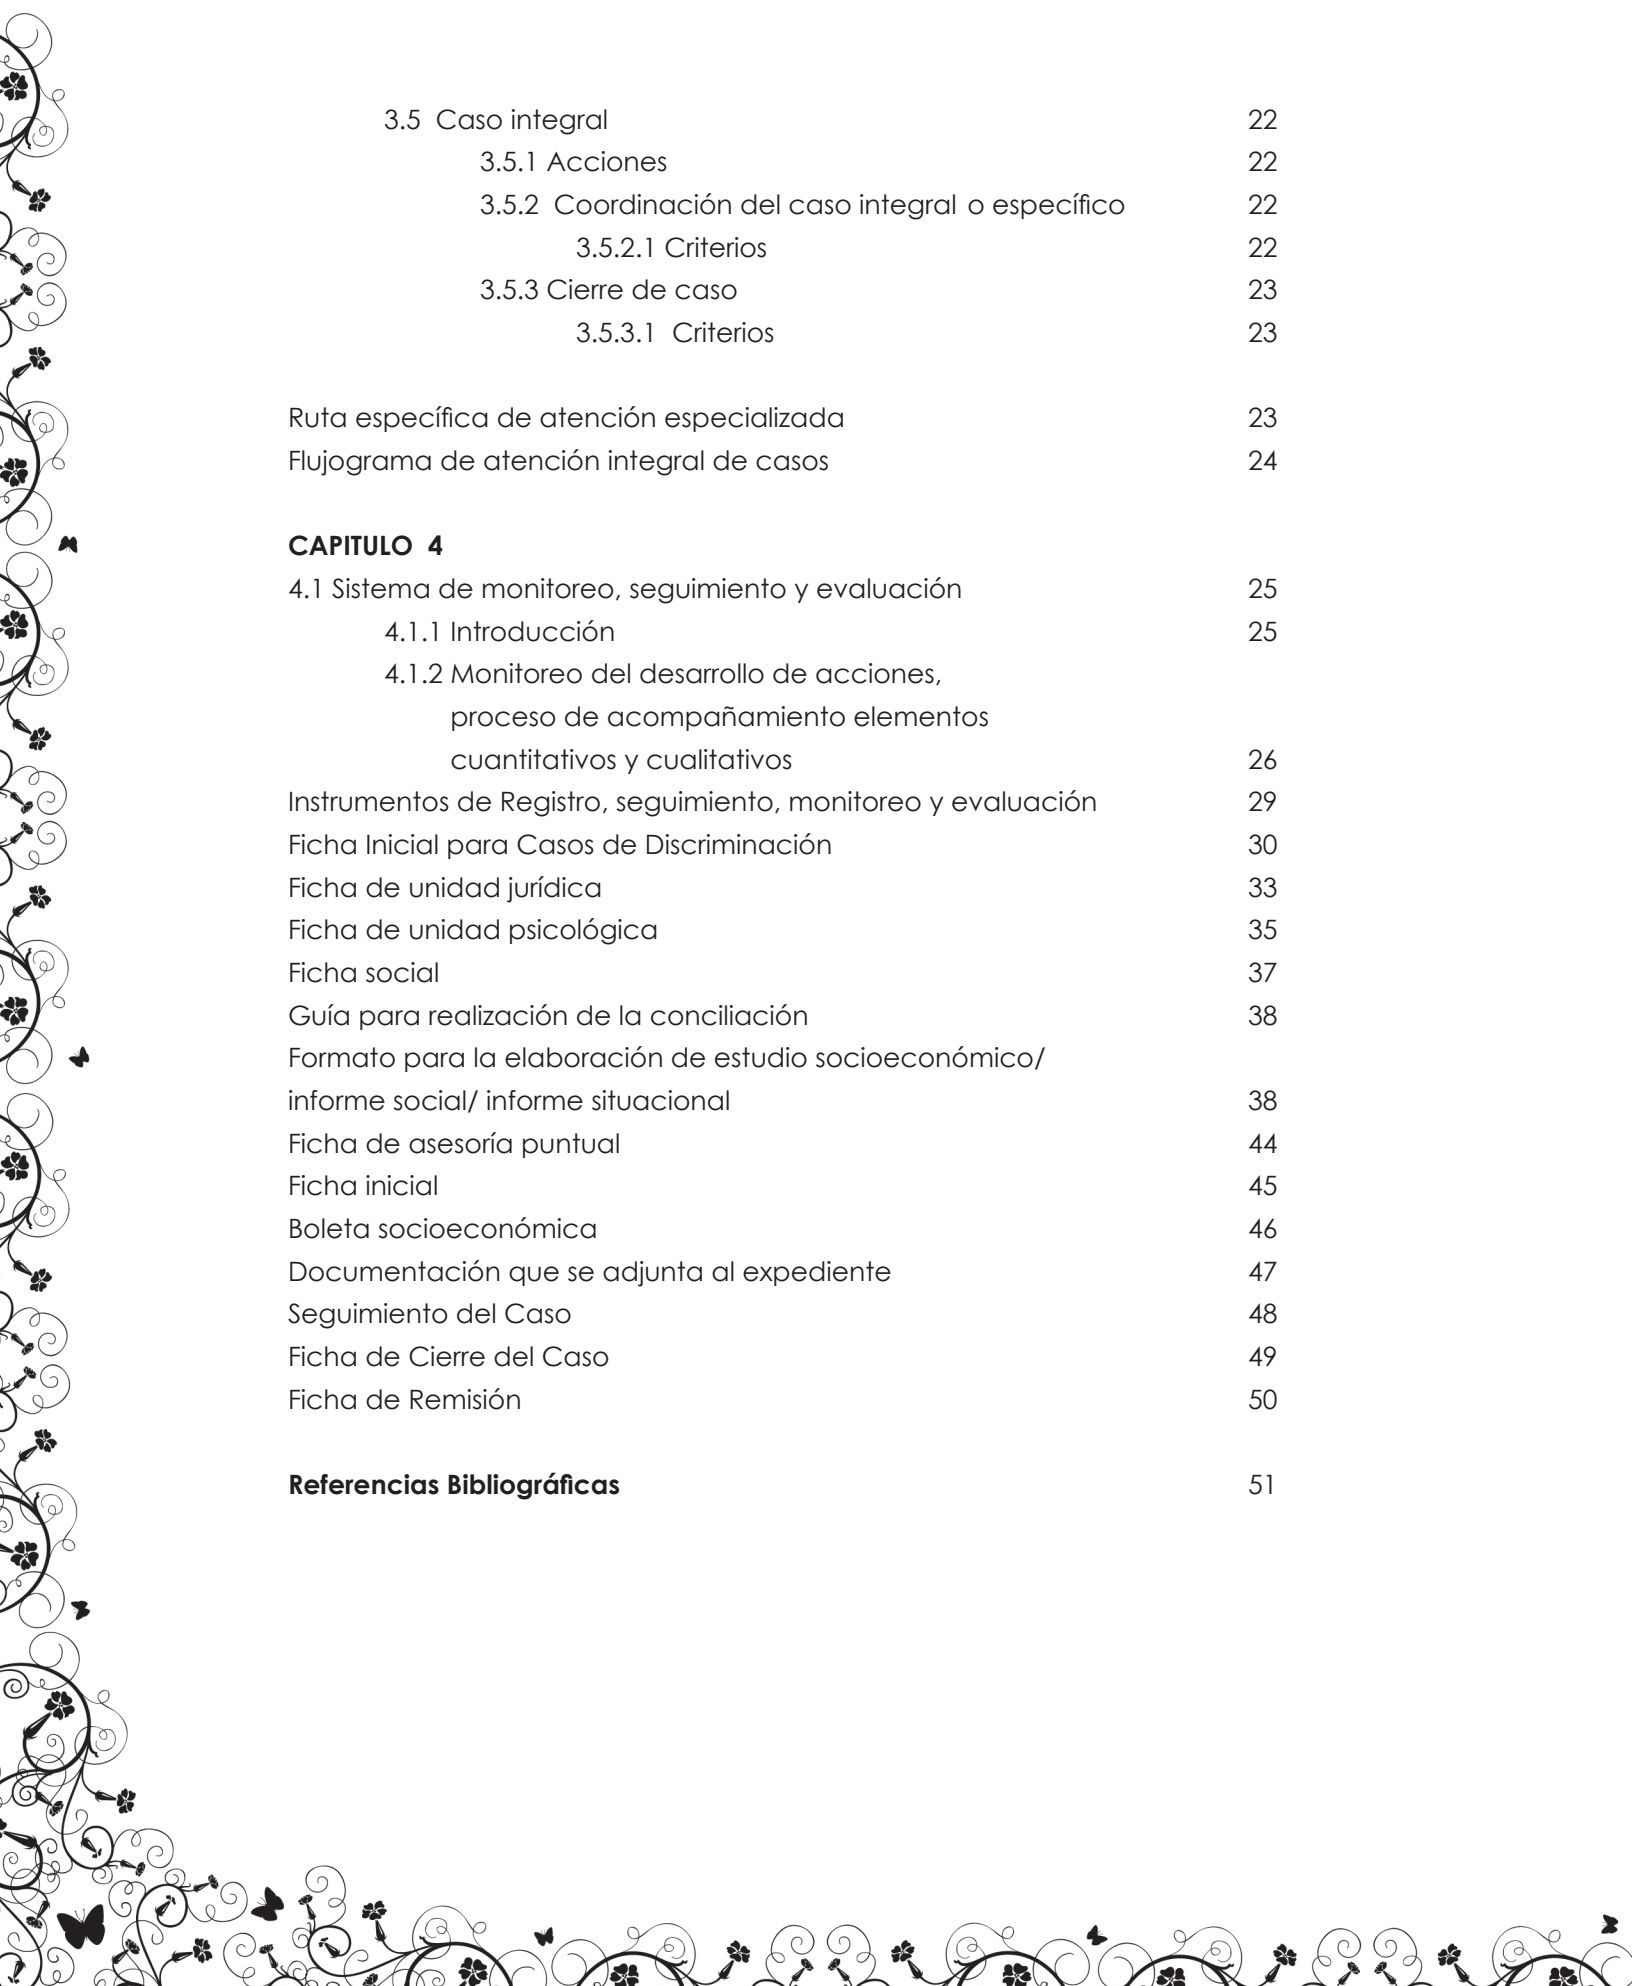 3.5 Caso integral 22
3.5.1 Acciones 22
3.5.2 Coordinación del caso integral o específico 22
3.5.2.1 Criterios 22
3.5.3 Cierre de caso 23
3.5.3.1 Criterios 23
Ruta específica de atención especializada 23
Flujograma de atención integral de casos 24
CAPITULO 4
4.1 Sistema de monitoreo, seguimiento y evaluación 25
4.1.1 Introducción 25
4.1.2 Monitoreo del desarrollo de acciones,
proceso de acompañamiento elementos
cuantitativos y cualitativos 26
Instrumentos de Registro, seguimiento, monitoreo y evaluación 29
Ficha Inicial para Casos de Discriminación 30
Ficha de unidad jurídica 33
Ficha de unidad psicológica 35
Ficha social 37
Guía para realización de la conciliación 38
Formato para la elaboración de estudio socioeconómico/
informe social/ informe situacional 38
Ficha de asesoría puntual 44
Ficha inicial 45
Boleta socioeconómica 46
Documentación que se adjunta al expediente 47
Seguimiento del Caso 48
Ficha de Cierre del Caso 49
Ficha de Remisión 50
Referencias Bibliográficas 51